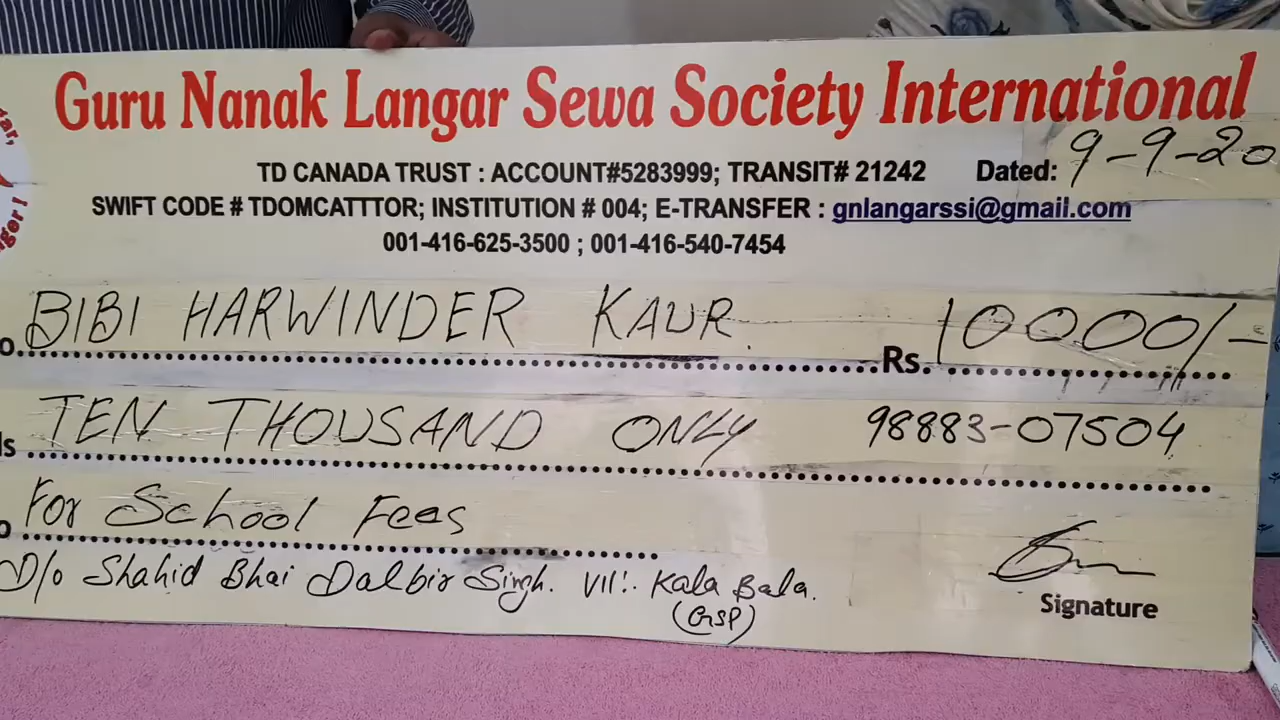 Guru Nanak Langar Sewa Society International
TD CANADA TRUST : ACCOUNT#5283999; TRANSIT# 21242 Dated: 9-9-20
SWIFT CODE # TDOMCATTTOR; INSTITUTION # 004; E-TRANSFER : gnlangarssi@gmail.com
001-416-625-3500 ; 001-416-540-7454
BIBI HARWINDER KAUR. Rs. 10000/-
TEN THOUSAND ONLY 98883-07504
For School Fees
D/o Shahid Bhai Dalbir Singh. Vil:. Kala Bala.
(GSP)
Signature